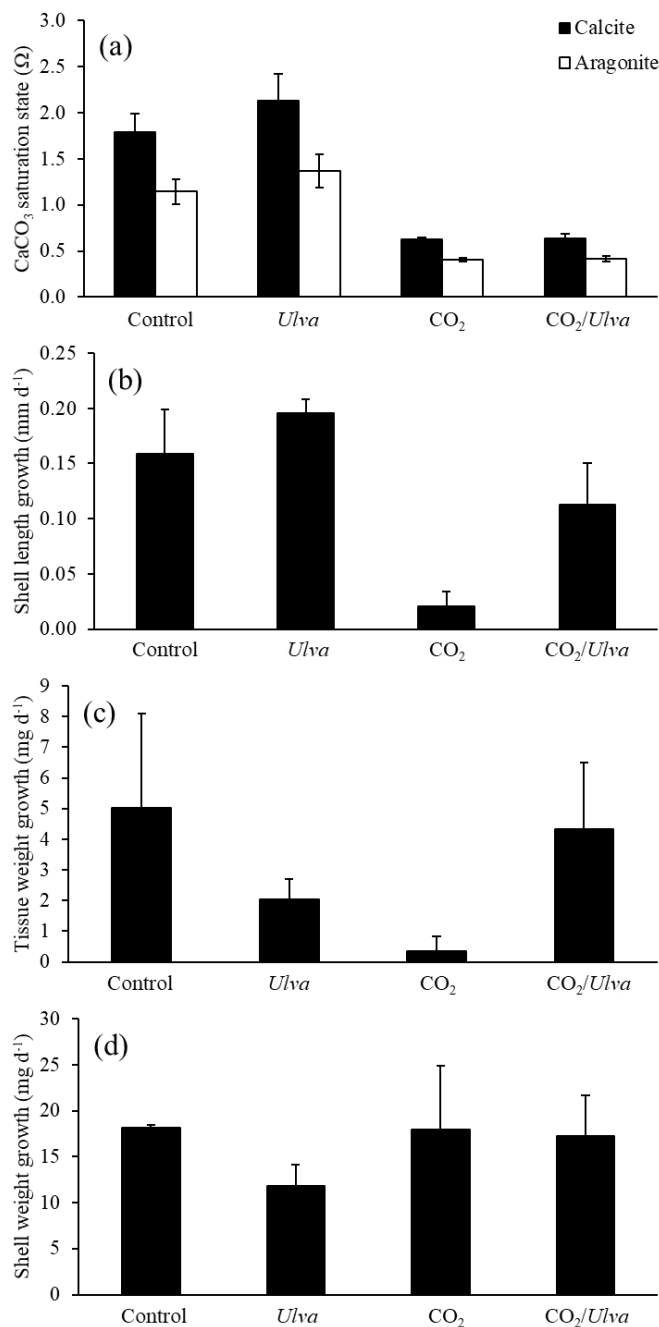 (a)
Calcite
Aragonite
CaCO₃ saturation state (Ω)
3.0
2.5
2.0
1.5
1.0
0.5
0.0
Control
Ulva
CO₂
CO₂/Ulva
(b)
Shell length growth (mm d⁻¹)
0.25
0.20
0.15
0.10
0.05
0.00
Control
Ulva
CO₂
CO₂/Ulva
(c)
Tissue weight growth (mg d⁻¹)
9
8
7
6
5
4
3
2
1
0
Control
Ulva
CO₂
CO₂/Ulva
(d)
Shell weight growth (mg d⁻¹)
30
25
20
15
10
5
0
Control
Ulva
CO₂
CO₂/Ulva